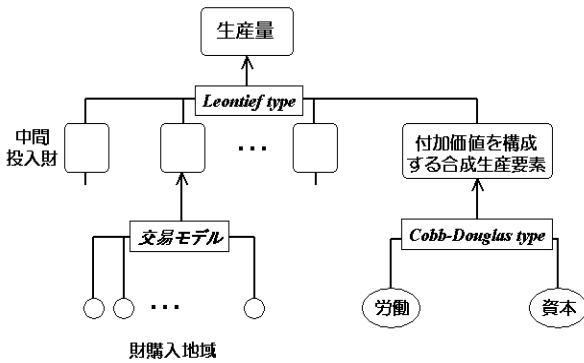 生産量
Leontief type
中間
投入財
…
付加価値を構成
する合成生産要素
交易モデル
Cobb-Douglas type
…
労働
資本
財購入地域